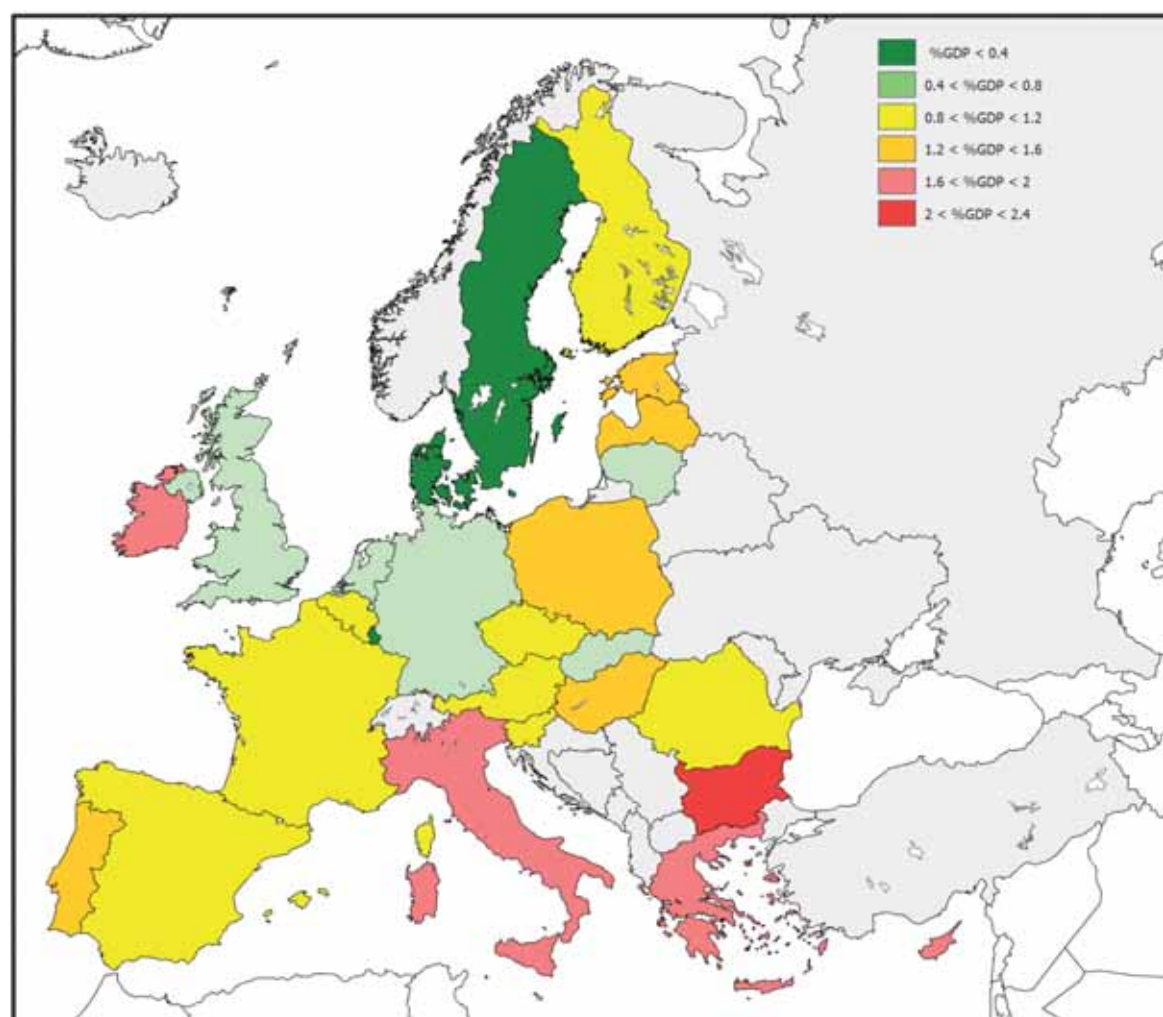 %GDP < 0.4
0.4 < %GDP < 0.8
0.8 < %GDP < 1.2
1.2 < %GDP < 1.6
1.6 < %GDP < 2
2 < %GDP < 2.4